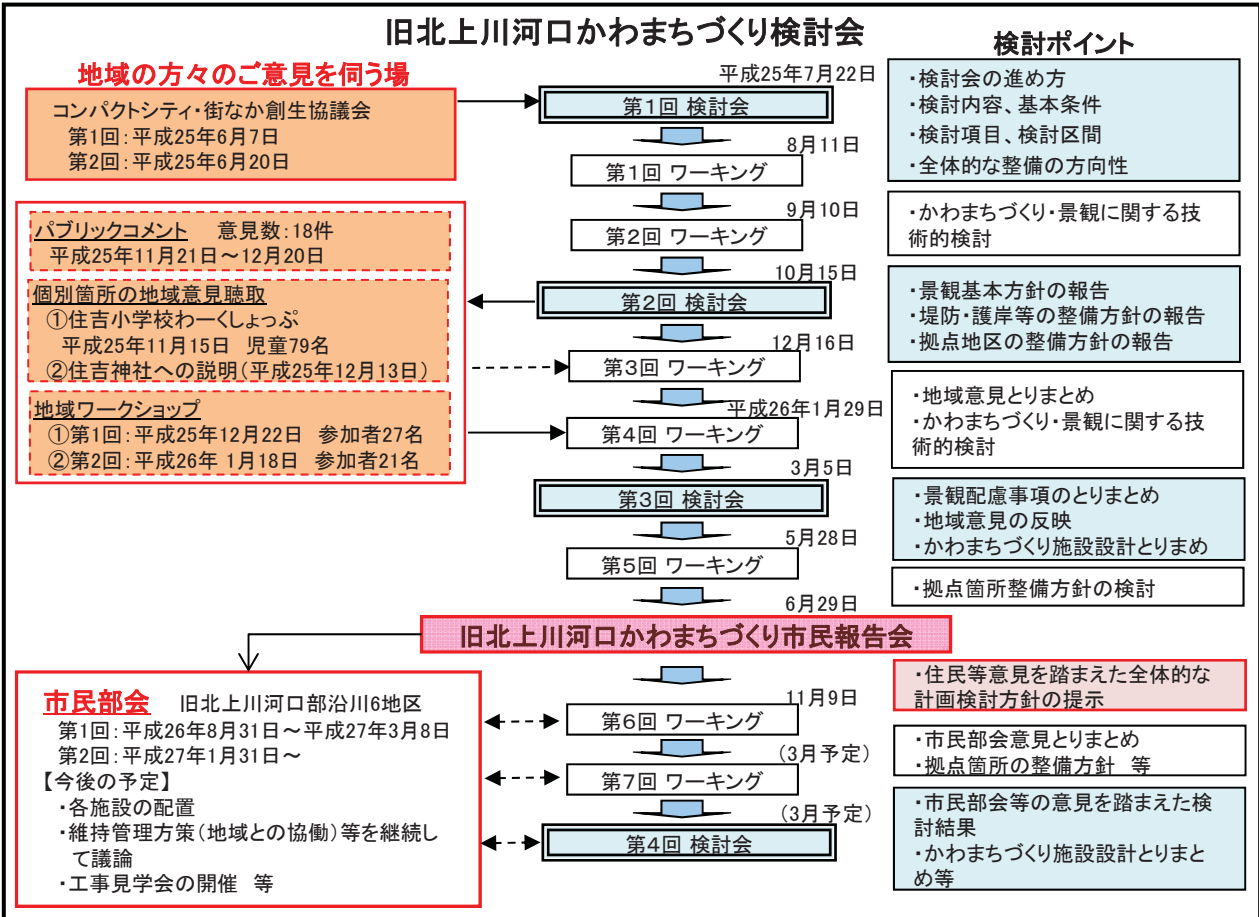 旧北上川河口かわまちづくり検討会
検討ポイント
地域の方々のご意見を伺う場
コンパクトシティ・街なか創生協議会
第1回：平成25年6月7日
第2回：平成25年6月20日
パブリックコメント　意見数：18件
平成25年11月21日～12月20日
個別箇所の地域意見聴取
①住吉小学校わーくしょっぷ
平成25年11月15日 児童79名
②住吉神社への説明（平成25年12月13日）
地域ワークショップ
①第1回：平成25年12月22日 参加者27名
②第2回：平成26年 1月18日 参加者21名
平成25年7月22日
第1回 検討会
8月11日
第1回 ワーキング
9月10日
第2回 ワーキング
10月15日
第2回 検討会
12月16日
第3回 ワーキング
平成26年1月29日
第4回 ワーキング
3月5日
第3回 検討会
5月28日
第5回 ワーキング
6月29日
旧北上川河口かわまちづくり市民報告会
市民部会　旧北上川河口部沿川6地区
第1回：平成26年8月31日～平成27年3月8日
第2回：平成27年1月31日～
【今後の予定】
・各施設の配置
・維持管理方策（地域との協働）等を継続し
て議論
・工事見学会の開催 等
11月9日
第6回 ワーキング
（3月予定）
第7回 ワーキング
（3月予定）
第4回 検討会
・検討会の進め方
・検討内容、基本条件
・検討項目、検討区間
・全体的な整備の方向性
・かわまちづくり・景観に関する技
術的検討
・景観基本方針の報告
・堤防・護岸等の整備方針の報告
・拠点地区の整備方針の報告
・地域意見とりまとめ
・かわまちづくり・景観に関する技
術的検討
・景観配慮事項のとりまとめ
・地域意見の反映
・かわまちづくり施設設計とりまめ
・拠点箇所整備方針の検討
・住民等意見を踏まえた全体的な
計画検討方針の提示
・市民部会意見とりまとめ
・拠点箇所の整備方針 等
・市民部会等の意見を踏まえた検
討結果
・かわまちづくり施設設計とりまと
め等